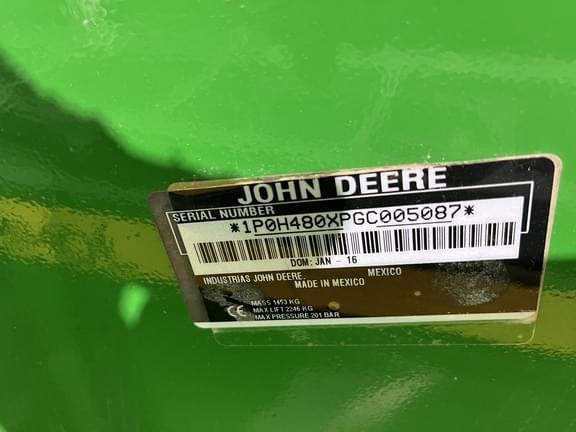 JOHN DEERE
SERIAL NUMBER
*1P0H480XPGC005087*
DOM: JAN - 16
INDUSTRIAS JOHN DEERE. MEXICO
MADE IN MEXICO
MASS 1453 KG
MAX LIFT 2246 KG
CE MAX PRESSURE 201 BAR